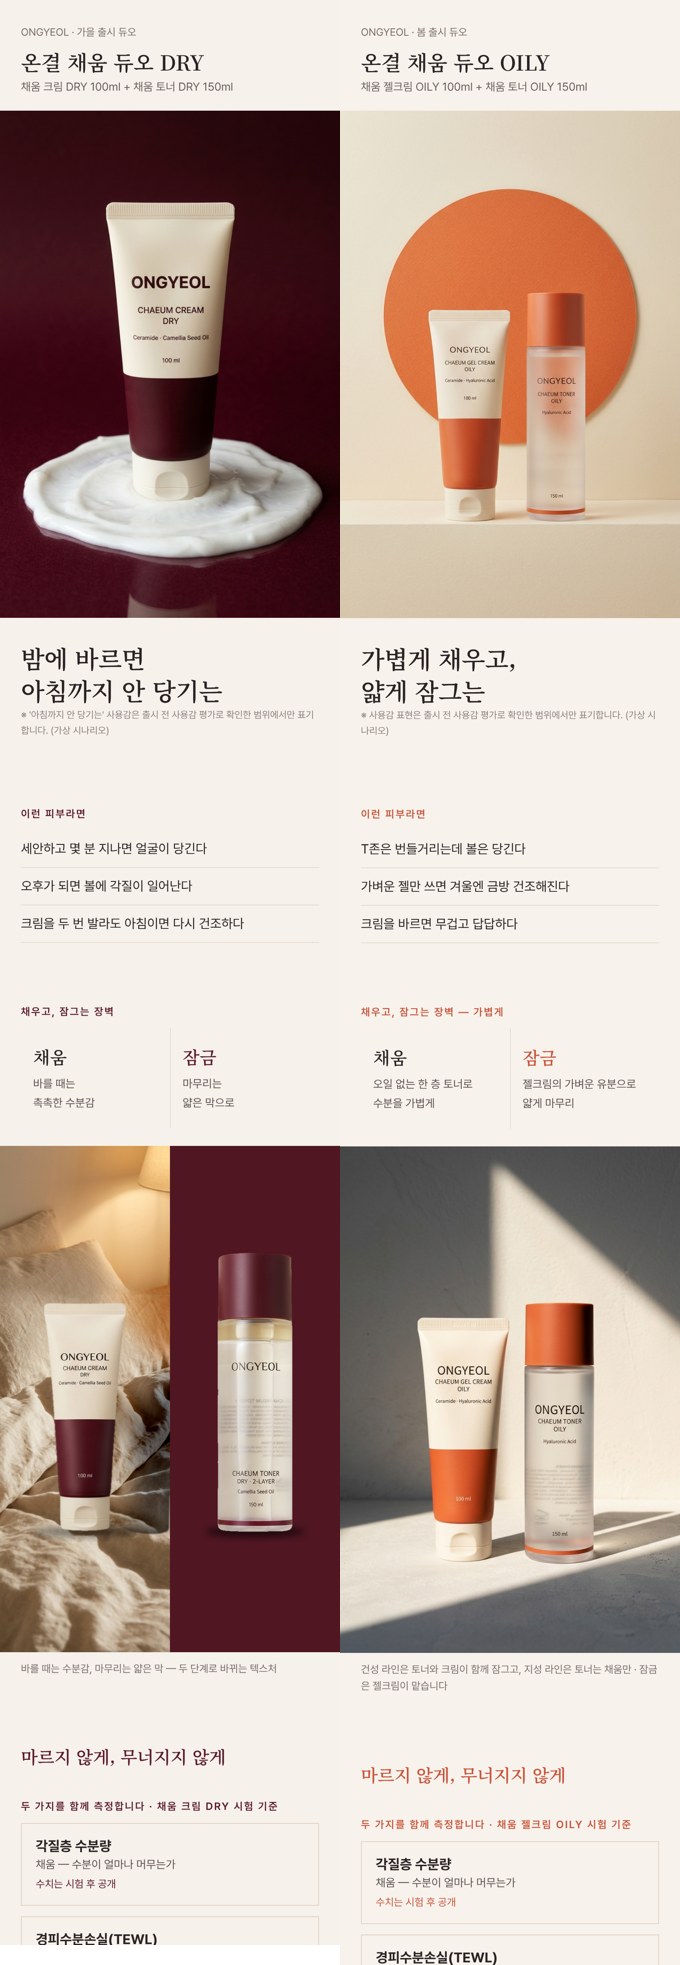 ONGYEOL · 가을 출시 듀오
온결 채움 듀오 DRY
채움 크림 DRY 100ml + 채움 토너 DRY 150ml
ONGYEOL
CHAEUM CREAM
DRY
Ceramide · Camellia Seed Oil
100 ml
밤에 바르면
아침까지 안 당기는
※ '아침까지 안 당기는' 사용감은 출시 전 사용감 평가로 확인한 범위에서만 표기
합니다. (가상 시나리오)
이런 피부라면
세안하고 몇 분 지나면 얼굴이 당긴다
오후가 되면 볼에 각질이 일어난다
크림을 두 번 발라도 아침이면 다시 건조하다
채우고, 잠그는 장벽
채움
바를 때는
촉촉한 수분감
잠금
마무리는
얇은 막으로
ONGYEOL
CHAEUM CREAM
DRY
Ceramide · Camellia Seed Oil
100 ml
ONGYEOL
CHAEUM TONER
DRY · 2-LAYER
Camellia Seed Oil
150 ml
바를 때는 수분감, 마무리는 얇은 막 — 두 단계로 바뀌는 텍스처
마르지 않게, 무너지지 않게
두 가지를 함께 측정합니다 · 채움 크림 DRY 시험 기준
각질층 수분량
채움 — 수분이 얼마나 머무는가
수치는 시험 후 공개
경피수분손실(TEWL)
ONGYEOL · 봄 출시 듀오
온결 채움 듀오 OILY
채움 젤크림 OILY 100ml + 채움 토너 OILY 150ml
ONGYEOL
CHAEUM GEL CREAM
OILY
Ceramide · Hyaluronic Acid
100 ml
ONGYEOL
CHAEUM TONER
OILY
Hyaluronic Acid
150 ml
가볍게 채우고,
얇게 잠그는
※ 사용감 표현은 출시 전 사용감 평가로 확인한 범위에서만 표기합니다. (가상 시
나리오)
이런 피부라면
T존은 번들거리는데 볼은 당긴다
가벼운 젤만 쓰면 겨울엔 금방 건조해진다
크림을 바르면 무겁고 답답하다
채우고, 잠그는 장벽 — 가볍게
채움
오일 없는 한 층 토너로
수분을 가볍게
잠금
젤크림의 가벼운 유분으로
얇게 마무리
ONGYEOL
CHAEUM GEL CREAM
OILY
Ceramide · Hyaluronic Acid
100 ml
ONGYEOL
CHAEUM TONER
OILY
Hyaluronic Acid
150 ml
건성 라인은 토너와 크림이 함께 잠그고, 지성 라인은 토너는 채움만 · 잠금
은 젤크림이 맡습니다
마르지 않게, 무너지지 않게
두 가지를 함께 측정합니다 · 채움 젤크림 OILY 시험 기준
각질층 수분량
채움 — 수분이 얼마나 머무는가
수치는 시험 후 공개
경피수분손실(TEWL)